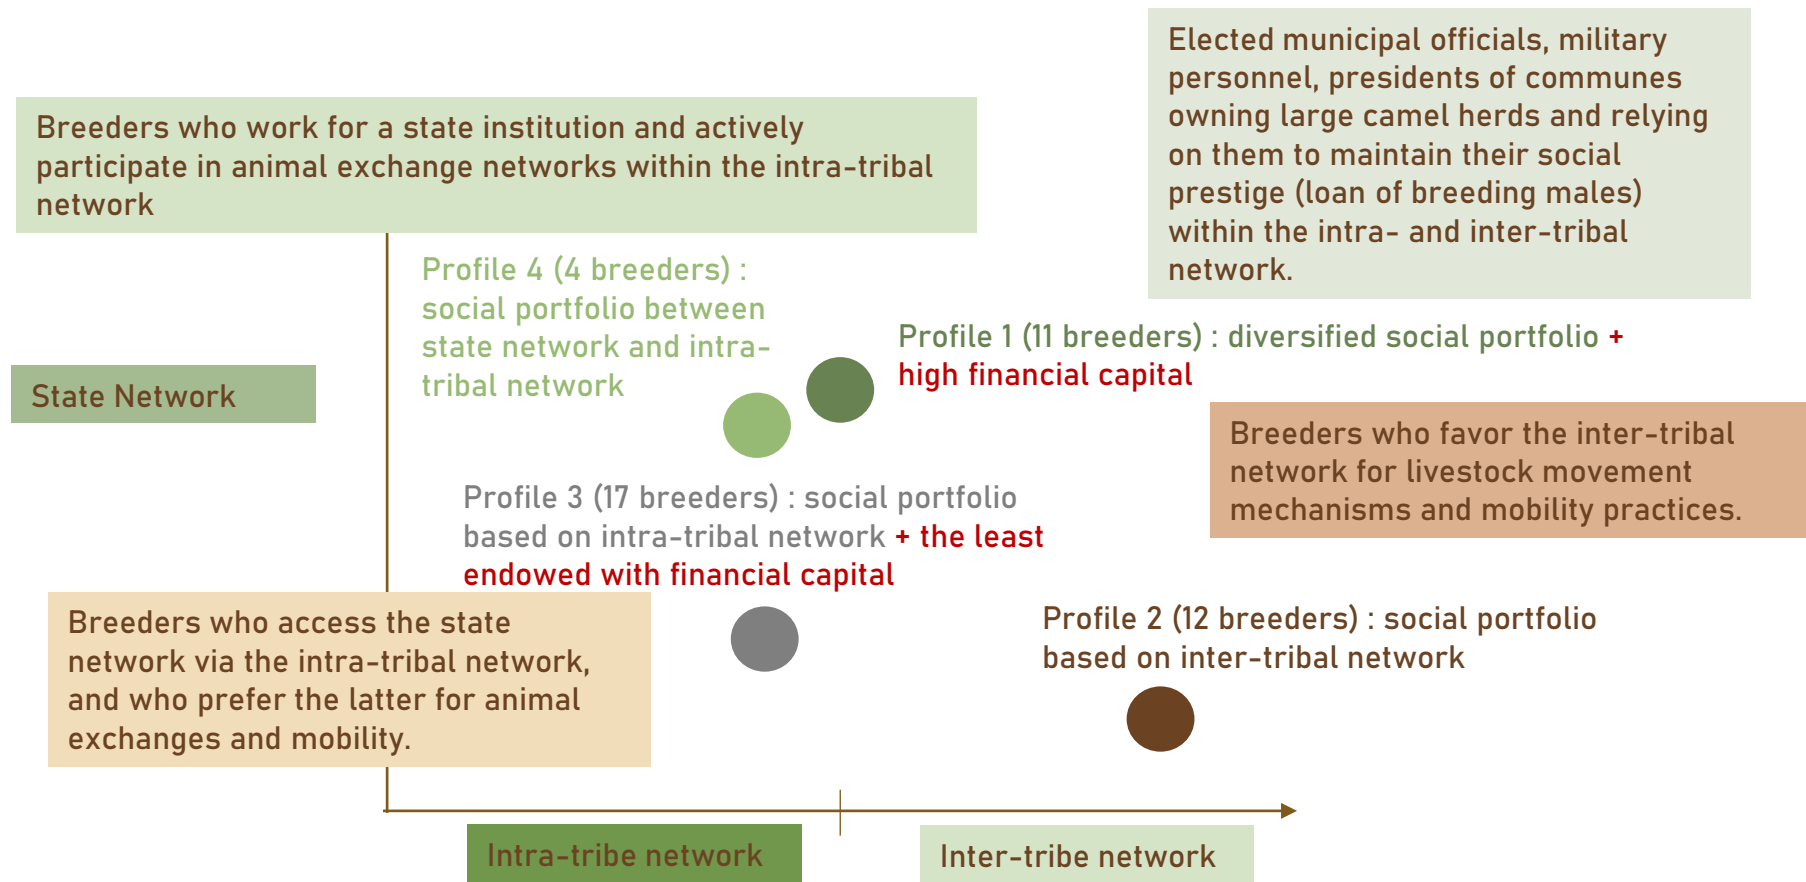 Elected municipal officials, military
personnel, presidents of communes
owning large camel herds and relying
on them to maintain their social
prestige (loan of breeding males)
within the intra- and inter-tribal
network.
Breeders who work for a state institution and actively
participate in animal exchange networks within the intra-tribal
network
Profile 4 (4 breeders) :
social portfolio between
state network and intra-
tribal network
Profile 1 (11 breeders) : diversified social portfolio +
high financial capital
State Network
Breeders who favor the inter-tribal
network for livestock movement
mechanisms and mobility practices.
Profile 3 (17 breeders) : social portfolio
based on intra-tribal network + the least
endowed with financial capital
Breeders who access the state
network via the intra-tribal network,
and who prefer the latter for animal
exchanges and mobility.
Profile 2 (12 breeders) : social portfolio
based on inter-tribal network
Intra-tribe network
Inter-tribe network